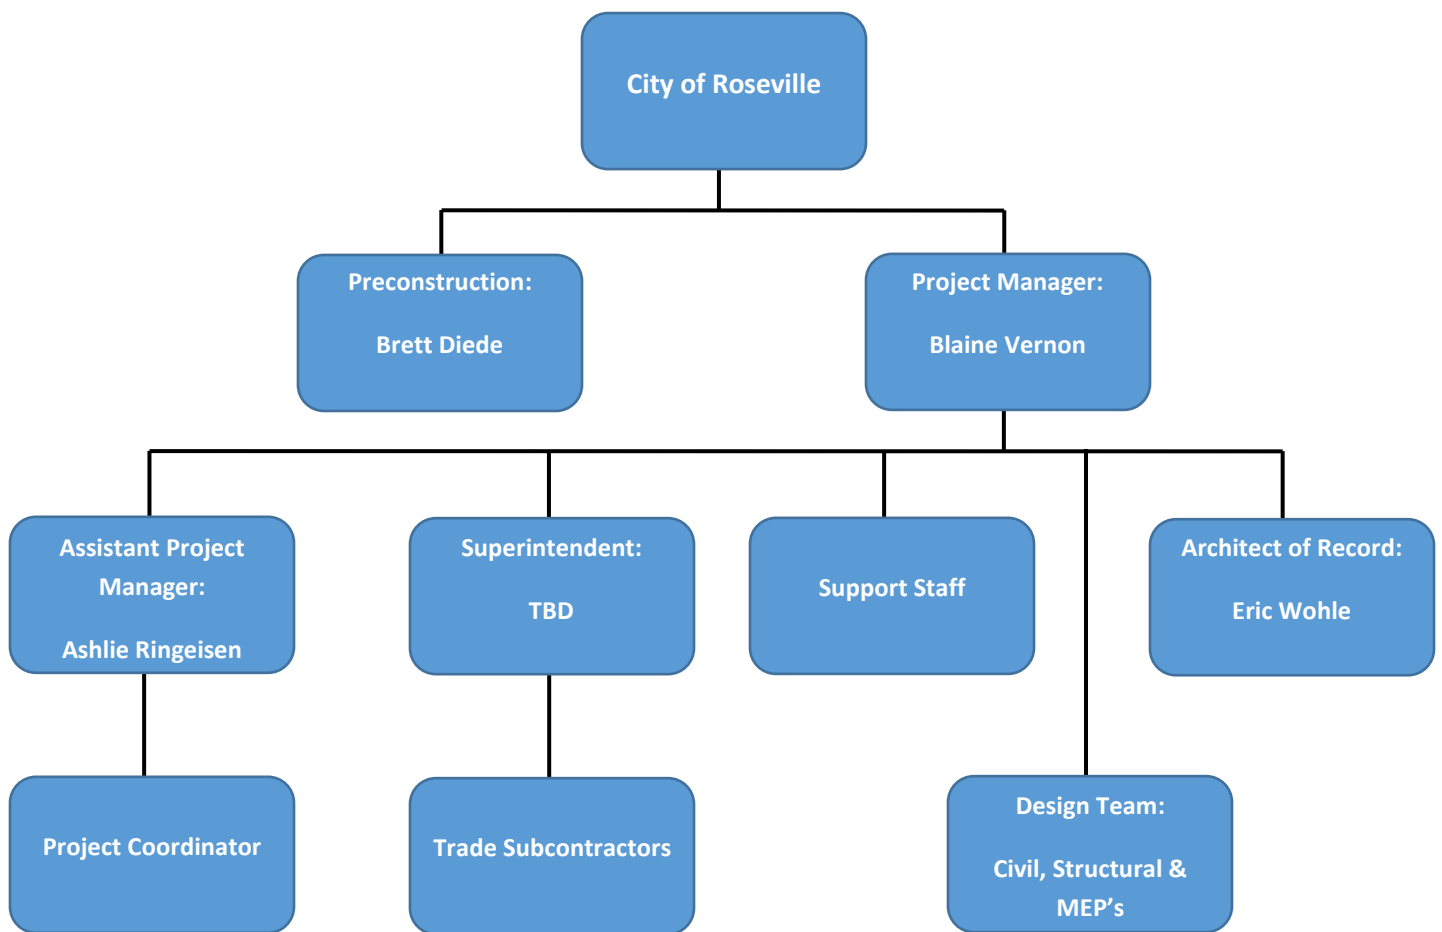 City of Roseville
Preconstruction:
Brett Diede
Project Manager:
Blaine Vernon
Assistant Project
Manager:
Ashlie Ringeisen
Superintendent:
TBD
Support Staff
Architect of Record:
Eric Wohle
Project Coordinator
Trade Subcontractors
Design Team:
Civil, Structural &
MEP’s